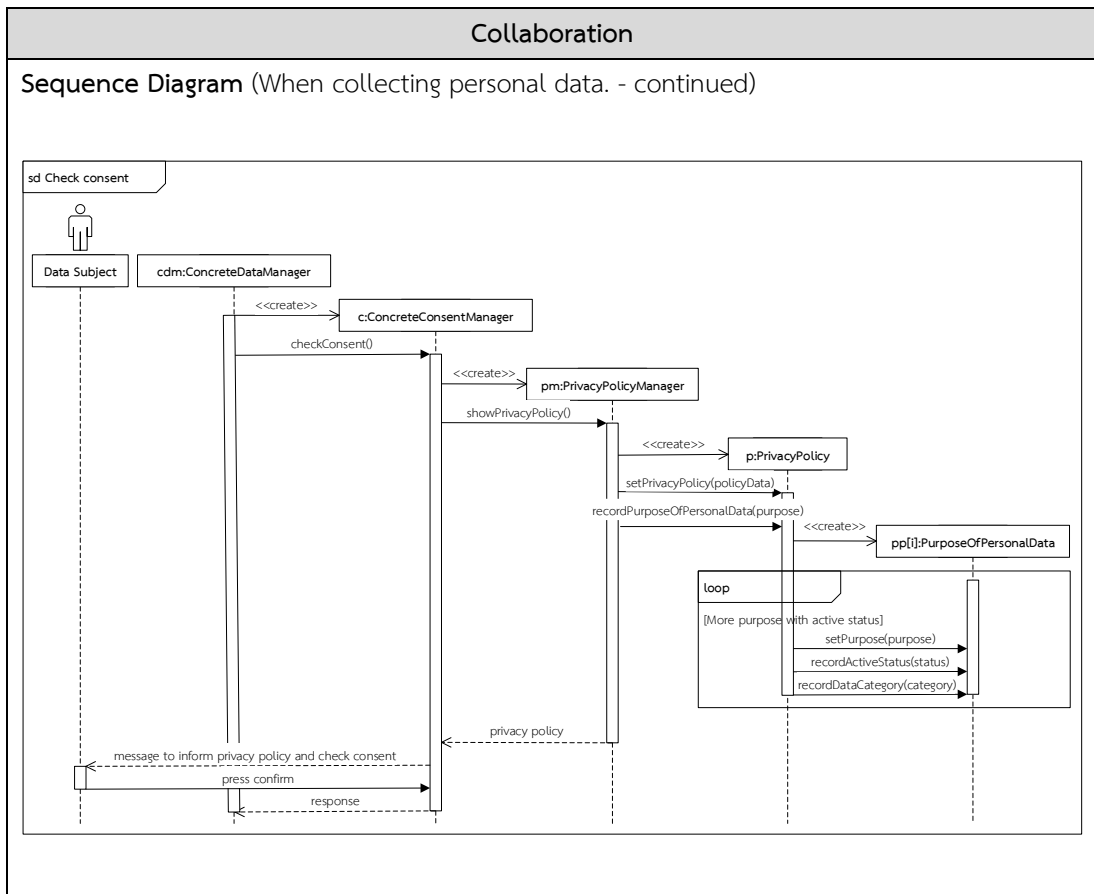 Collaboration
Sequence Diagram (When collecting personal data. - continued)
sd Check consent
Data Subject
cdm:ConcreteDataManager
<<create>>
c:ConcreteConsentManager
checkConsent()
<<create>>
pm:PrivacyPolicyManager
showPrivacyPolicy()
<<create>>
p:PrivacyPolicy
setPrivacyPolicy(policyData)
recordPurposeOfPersonalData(purpose)
<<create>>
pp[i]:PurposeOfPersonalData
loop
[More purpose with active status]
setPurpose(purpose)
recordActiveStatus(status)
recordDataCategory(category)
privacy policy
message to inform privacy policy and check consent
press confirm
response